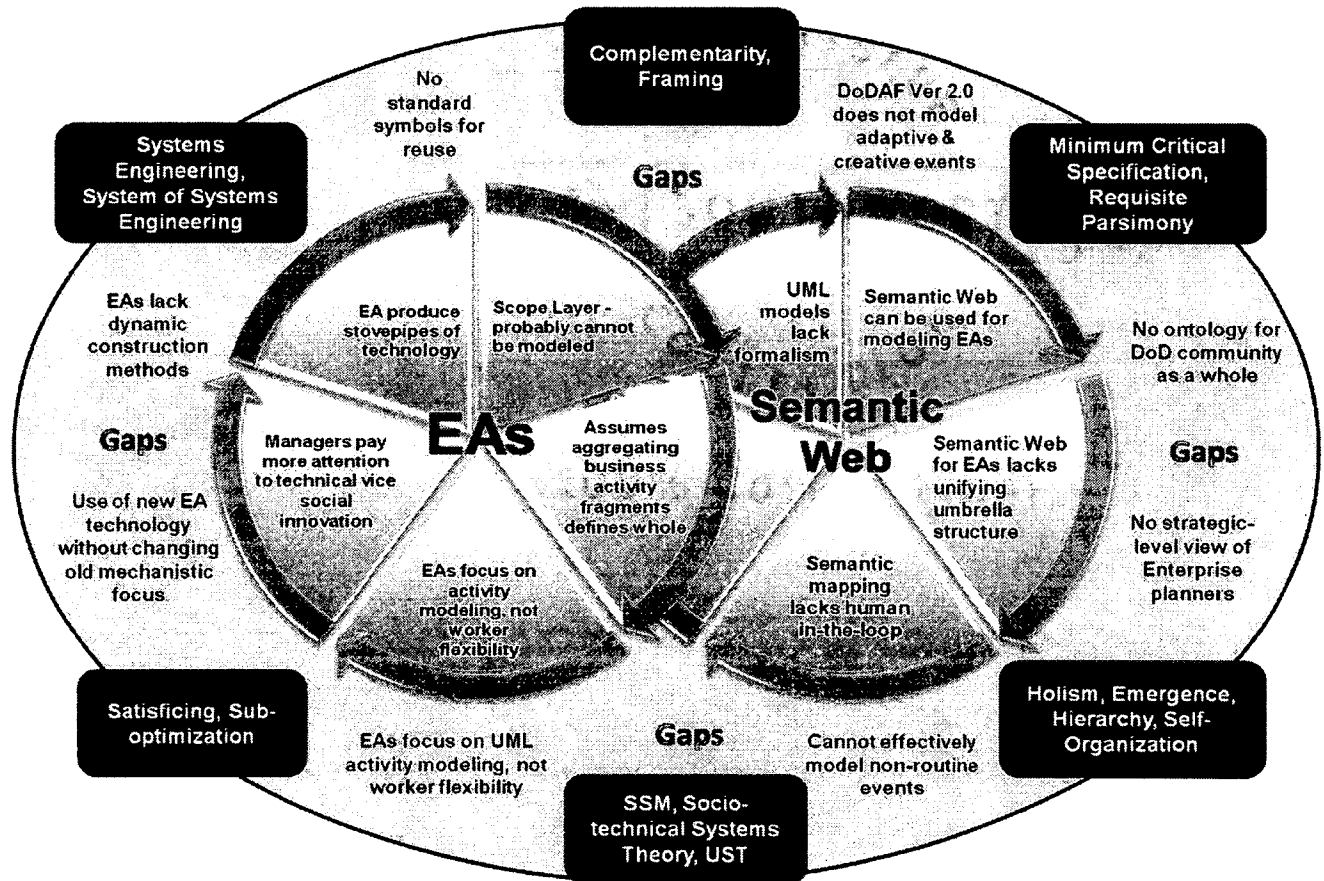 Complementarity,
Framing
No
standard
symbols for
reuse
DoDAF Ver 2.0
does not model
adaptive &
creative events
Systems
Engineering,
System of Systems
Engineering
Gaps
Minimum Critical
Specification,
Requisite
Parsimony
EAs lack
dynamic
construction
methods
EA produce
stovepipes of
technology
Scope Layer -
probably cannot
be modeled
UML
models
lack
formalism
Semantic Web
can be used for
modeling EAs
No ontology for
DoD community
as a whole
EAs
Semantic
Web
Gaps
Managers pay
more attention
to technical vice
social
innovation
Assumes
aggregating
business
activity
fragments
defines whole
Semantic Web
for EAs lacks
unifying
umbrella
structure
Gaps
Use of new EA
technology
without changing
old mechanistic
focus
EAs focus on
activity
modeling, not
worker
flexibility
Semantic
mapping
lacks human
in-the-loop
No strategic-
level view of
Enterprise
planners
Satisficing, Sub-
optimization
EAs focus on UML
activity modeling, not
worker flexibility
Gaps
Cannot effectively
model non-routine
events
Holism, Emergence,
Hierarchy, Self-
Organization
SSM, Socio-
technical Systems
Theory, UST